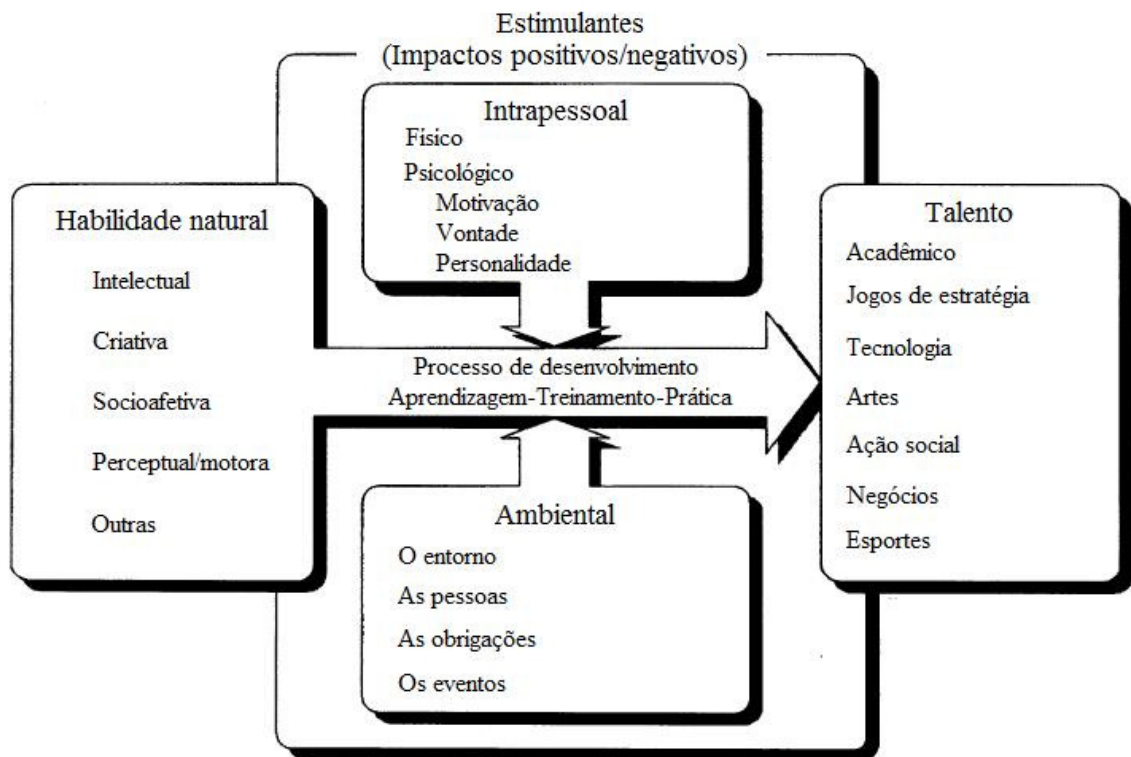 Estimulantes
(Impactos positivos/negativos)
Intrapessoal
Físico
Psicológico
Motivação
Vontade
Personalidade
Habilidade natural
Intelectual
Criativa
Socioafetiva
Perceptual/motora
Outras
Processo de desenvolvimento
Aprendizagem-Treinamento-Prática
Ambiental
O entorno
As pessoas
As obrigações
Os eventos
Talento
Acadêmico
Jogos de estratégia
Tecnologia
Artes
Ação social
Negócios
Esportes